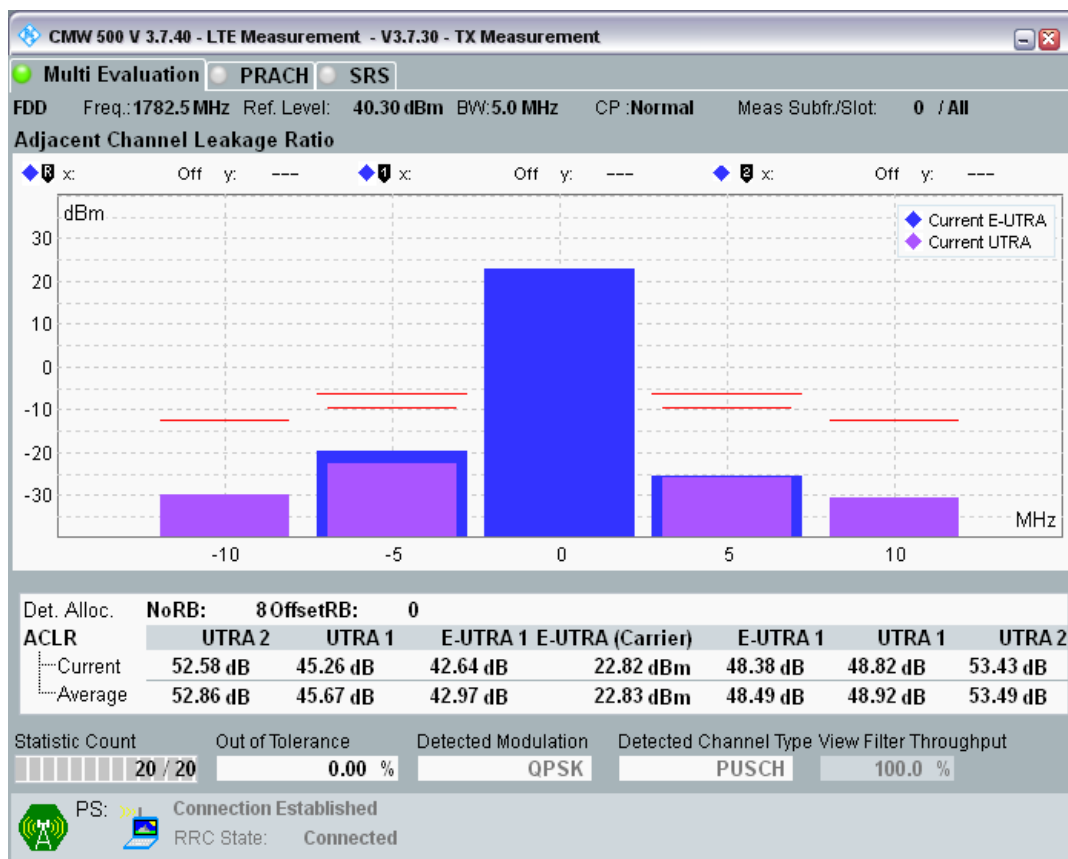 CMW 500 V 3.7.40 - LTE Measurement - V3.7.30 - TX Measurement
Multi Evaluation PRACH SRS
FDD Freq.: 1782.5 MHz Ref. Level: 40.30 dBm BW: 5.0 MHz CP : Normal Meas Subfr./Slot: 0 / All
Adjacent Channel Leakage Ratio
R x: Off y: --- 1 x: Off y: --- 2 x: Off y: ---
dBm
Current E-UTRA
Current UTRA
30
20
10
0
-10
-20
-30
MHz
-10 -5 0 5 10
Det. Alloc. NoRB: 8 OffsetRB: 0
ACLR UTRA 2 UTRA 1 E-UTRA 1 E-UTRA (Carrier) E-UTRA 1 UTRA 1 UTRA 2
Current 52.58 dB 45.26 dB 42.64 dB 22.82 dBm 48.38 dB 48.82 dB 53.43 dB
Average 52.86 dB 45.67 dB 42.97 dB 22.83 dBm 48.49 dB 48.92 dB 53.49 dB
Statistic Count Out of Tolerance Detected Modulation Detected Channel Type View Filter Throughput
20 / 20 0.00 % QPSK PUSCH 100.0 %
PS: Connection Established
RRC State: Connected